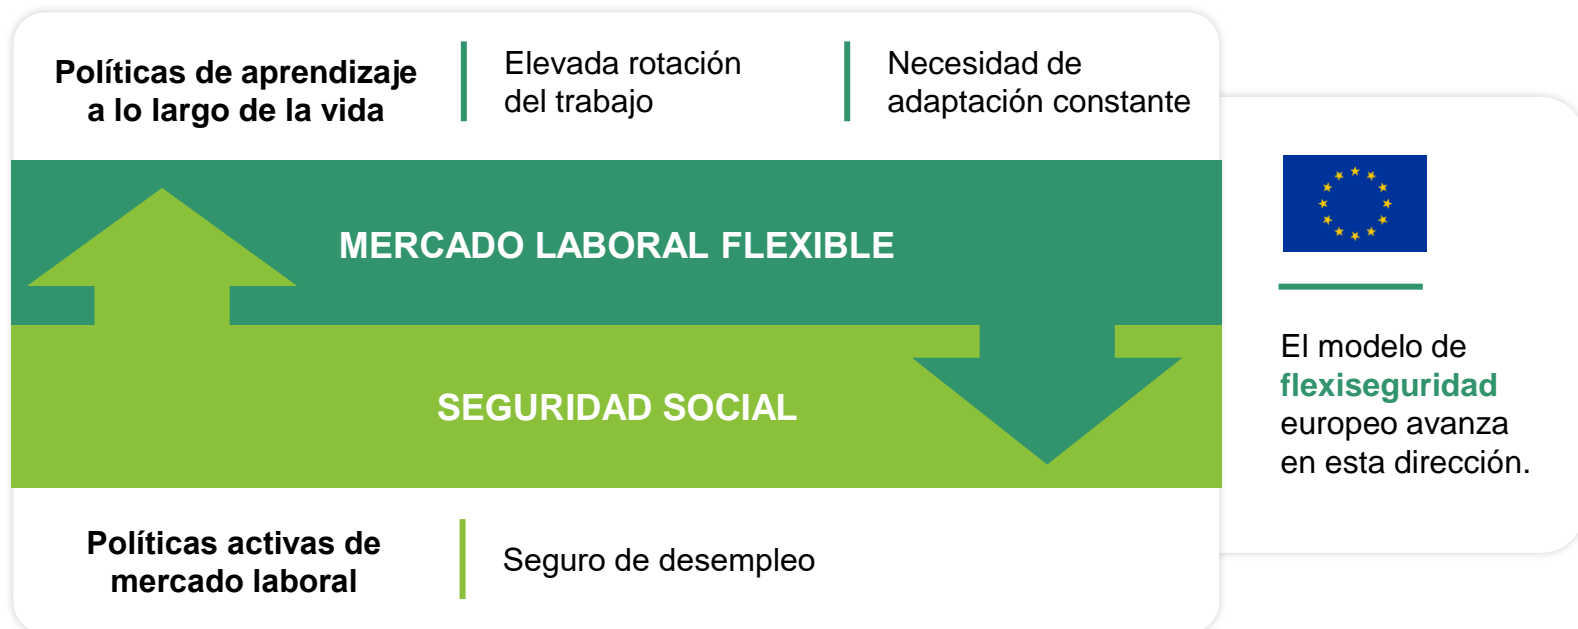 Políticas de aprendizaje
a lo largo de la vida
Elevada rotación
del trabajo
Necesidad de
adaptación constante
MERCADO LABORAL FLEXIBLE
SEGURIDAD SOCIAL
Políticas activas de
mercado laboral
Seguro de desempleo
El modelo de
flexiseguridad
europeo avanza
en esta dirección.